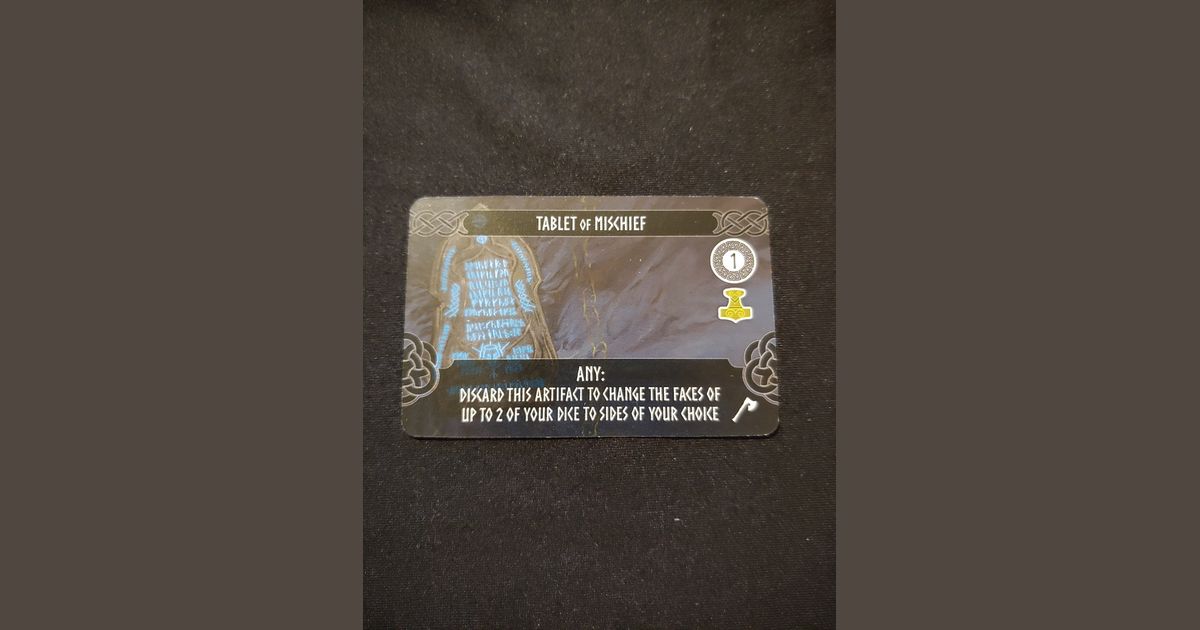 TABLET OF MISCHIEF
1
ANY:
DISCARD THIS ARTIFACT TO CHANGE THE FACES OF
UP TO 2 OF YOUR DICE TO SIDES OF YOUR CHOICE